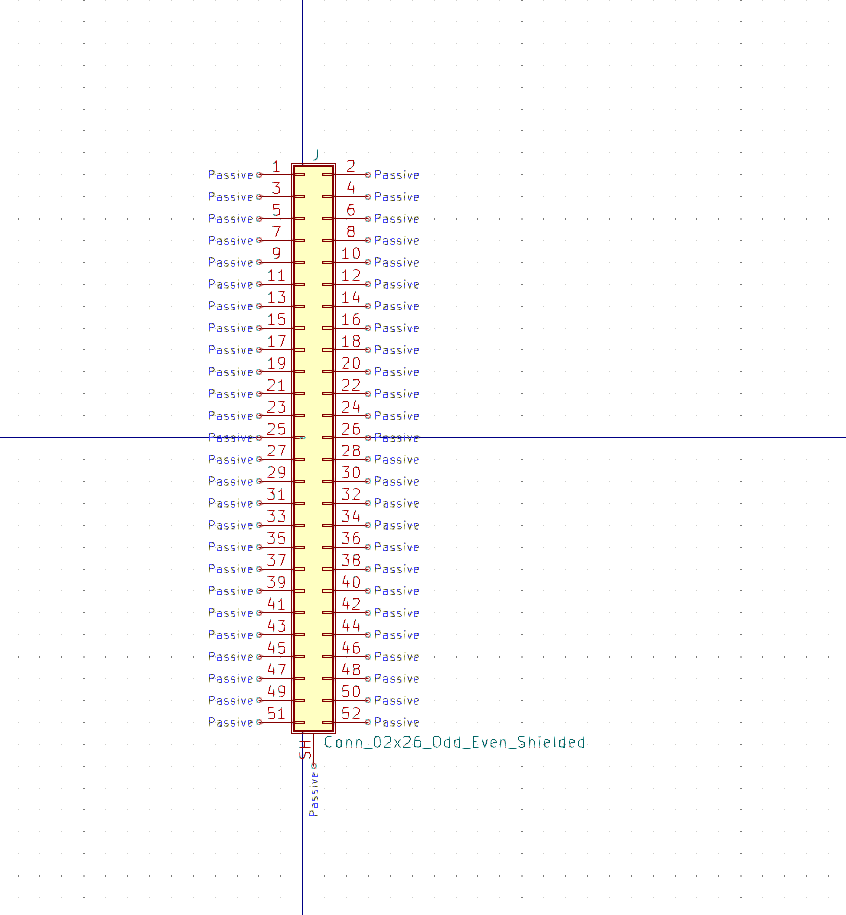 J
Passive 1 2 Passive
Passive 3 4 Passive
Passive 5 6 Passive
Passive 7 8 Passive
Passive 9 10 Passive
Passive 11 12 Passive
Passive 13 14 Passive
Passive 15 16 Passive
Passive 17 18 Passive
Passive 19 20 Passive
Passive 21 22 Passive
Passive 23 24 Passive
Passive 25 26 Passive
Passive 27 28 Passive
Passive 29 30 Passive
Passive 31 32 Passive
Passive 33 34 Passive
Passive 35 36 Passive
Passive 37 38 Passive
Passive 39 40 Passive
Passive 41 42 Passive
Passive 43 44 Passive
Passive 45 46 Passive
Passive 47 48 Passive
Passive 49 50 Passive
Passive 51 52 Passive
SH Conn_02x26_Odd_Even_Shielded
Passive